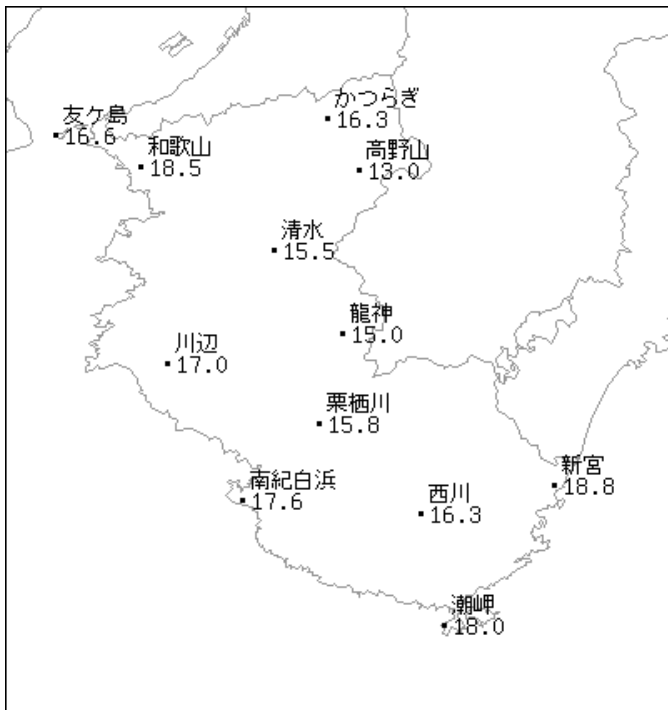 かつらぎ
16.3
友ケ島
16.6
和歌山
18.5
高野山
13.0
清水
15.5
龍神
15.0
川辺
17.0
栗栖川
15.8
新宮
18.8
南紀白浜
17.6
西川
16.3
潮岬
18.0